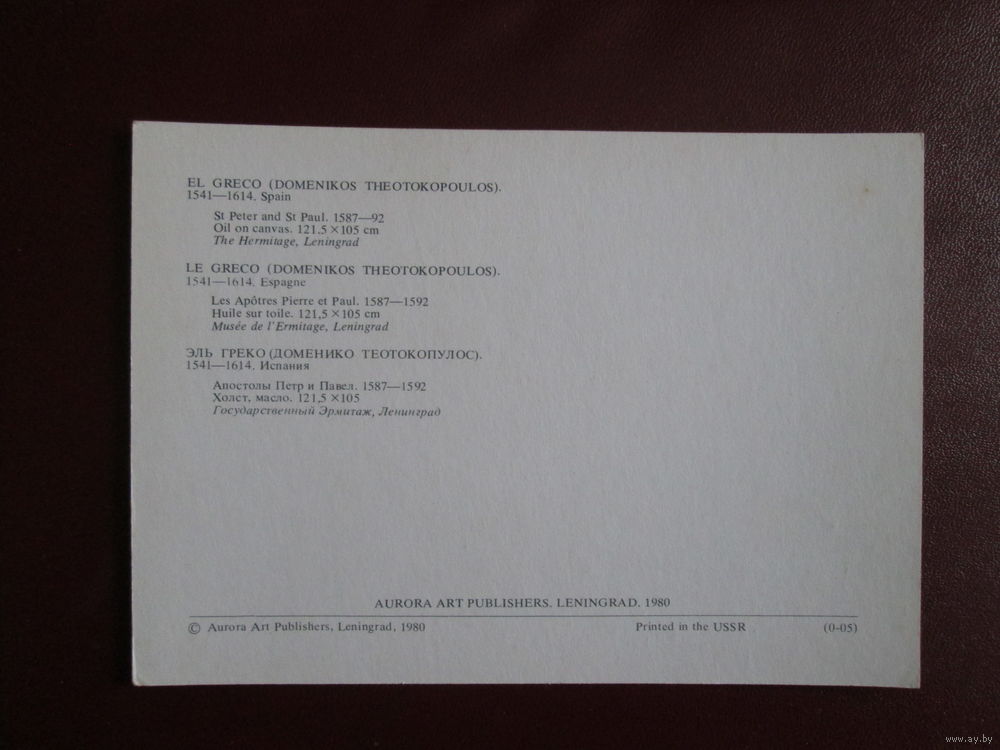 EL GRECO (DOMENIKOS THEOTOKOPOULOS).
1541—1614. Spain
St Peter and St Paul. 1587—92
Oil on canvas. 121,5 × 105 cm
The Hermitage, Leningrad
LE GRECO (DOMENIKOS THEOTOKOPOULOS).
1541—1614. Espagne
Les Apôtres Pierre et Paul. 1587—1592
Huile sur toile. 121,5 × 105 cm
Musée de l'Ermitage, Leningrad
ЭЛЬ ГРЕКО (ДОМЕНИКО ТЕОТОКОПУЛОС).
1541—1614. Испания
Апостолы Петр и Павел. 1587—1592
Холст, масло. 121,5 × 105
Государственный Эрмитаж, Ленинград
AURORA ART PUBLISHERS. LENINGRAD. 1980
© Aurora Art Publishers, Leningrad, 1980 Printed in the USSR (0-05)
www.ay.by